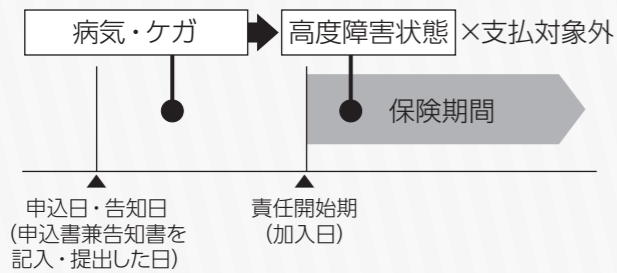 病気・ケガ
高度障害状態
×支払対象外
保険期間
申込日・告知日
(申込書兼告知書を
記入・提出した日)
責任開始期
(加入日)